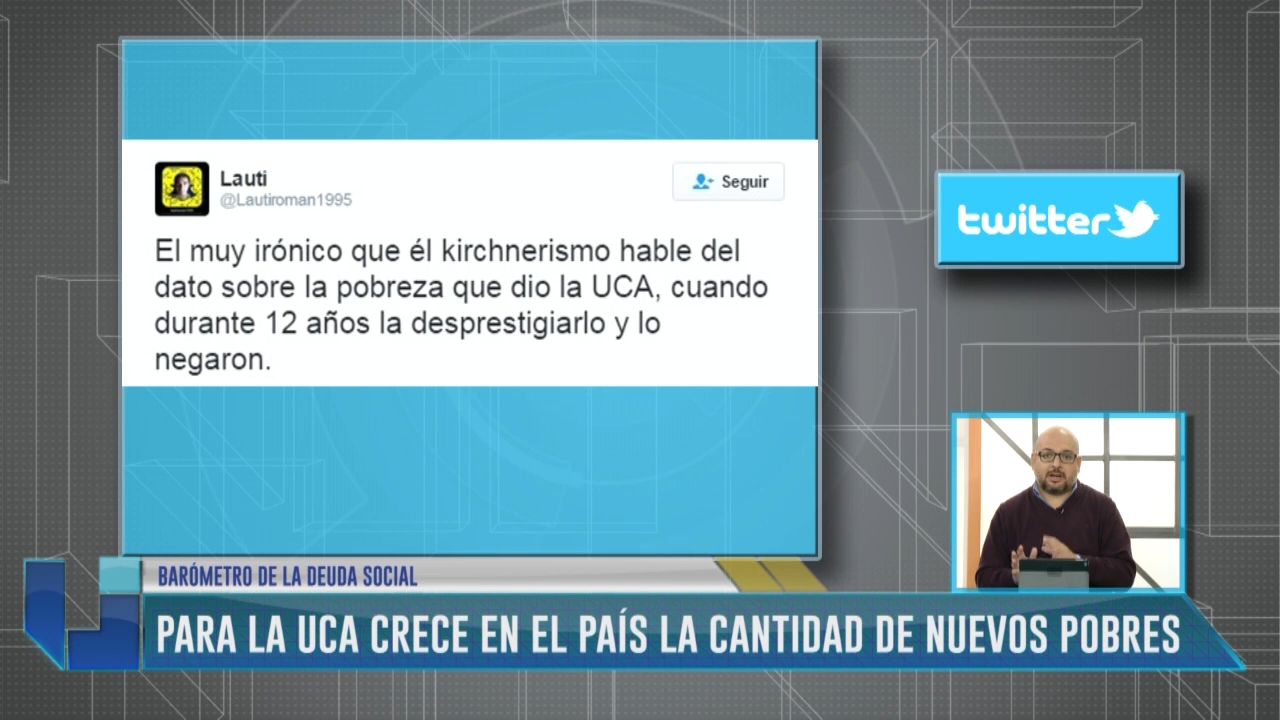 Lauti
@Lautiroman1995
Seguir
El muy irónico que él kirchnerismo hable del
dato sobre la pobreza que dio la UCA, cuando
durante 12 años la desprestigiarlo y lo
negaron.
twitter
BARÓMETRO DE LA DEUDA SOCIAL
PARA LA UCA CRECE EN EL PAÍS LA CANTIDAD DE NUEVOS POBRES